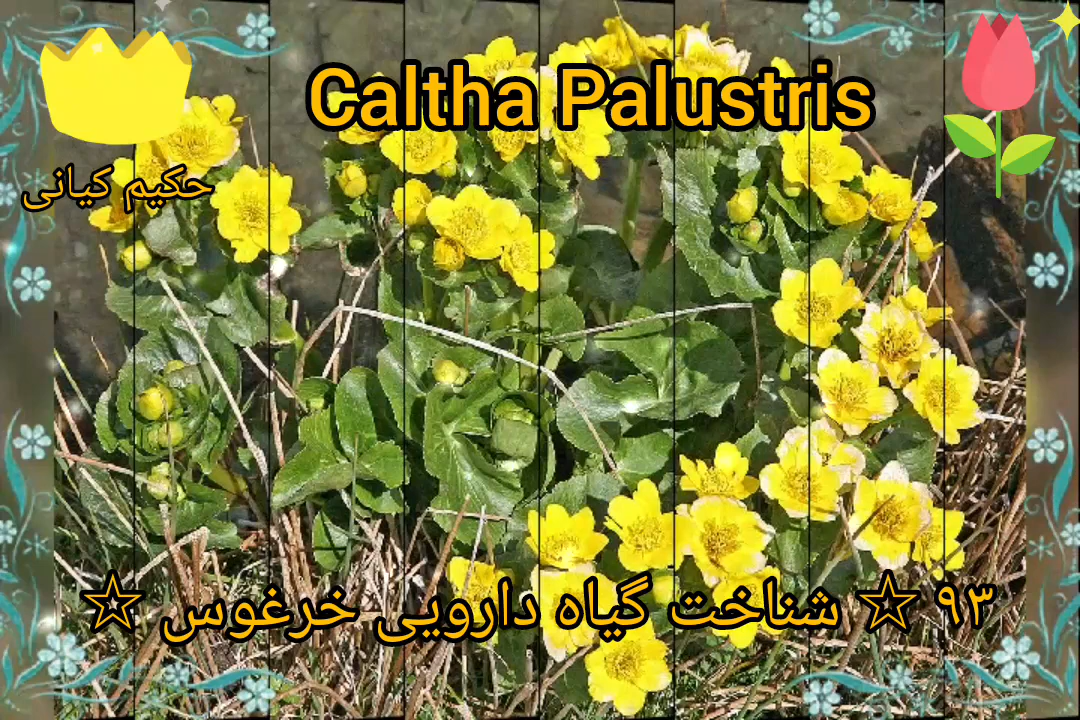 Caltha Palustris
حکیم کیانی
۹۳ ☆ شناخت گیاه دارویی خرغوس ☆